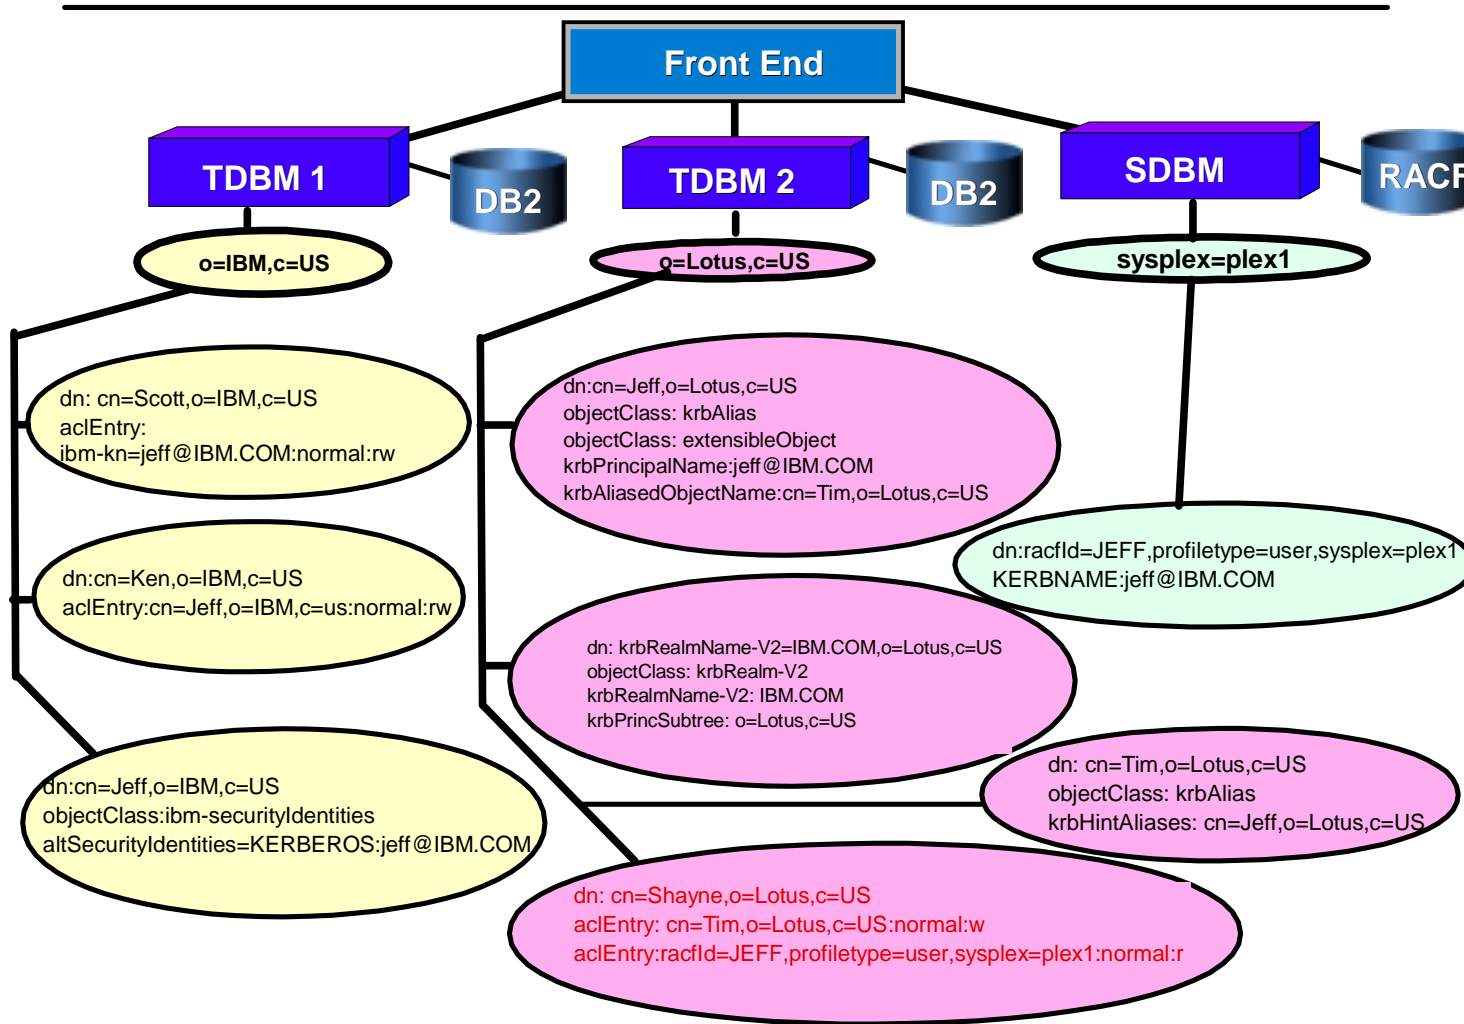 Front End
TDBM 1
DB2
TDBM 2
DB2
SDBM
RACF
o=IBM,c=US
o=Lotus,c=US
sysplex=plex1
dn: cn=Scott,o=IBM,c=US
aclEntry:
ibm-kn=jeff@IBM.COM:normal:rw
dn:cn=Ken,o=IBM,c=US
aclEntry:cn=Jeff,o=IBM,c=us:normal:rw
dn:cn=Jeff,o=IBM,c=US
objectClass:ibm-securityIdentities
altSecurityIdentities=KERBEROS:jeff@IBM.COM
dn:cn=Jeff,o=Lotus,c=US
objectClass: krbAlias
objectClass: extensibleObject
krbPrincipalName:jeff@IBM.COM
krbAliasedObjectName:cn=Tim,o=Lotus,c=US
dn: krbRealmName-V2=IBM.COM,o=Lotus,c=US
objectClass: krbRealm-V2
krbRealmName-V2: IBM.COM
krbPrincSubtree: o=Lotus,c=US
dn: cn=Tim,o=Lotus,c=US
objectClass: krbAlias
krbHintAliases: cn=Jeff,o=Lotus,c=US
dn: cn=Shayne,o=Lotus,c=US
aclEntry: cn=Tim,o=Lotus,c=US:normal:w
aclEntry:racfId=JEFF,profiletype=user,sysplex=plex1:normal:r
dn:racfId=JEFF,profiletype=user,sysplex=plex1
KERBNAME:jeff@IBM.COM